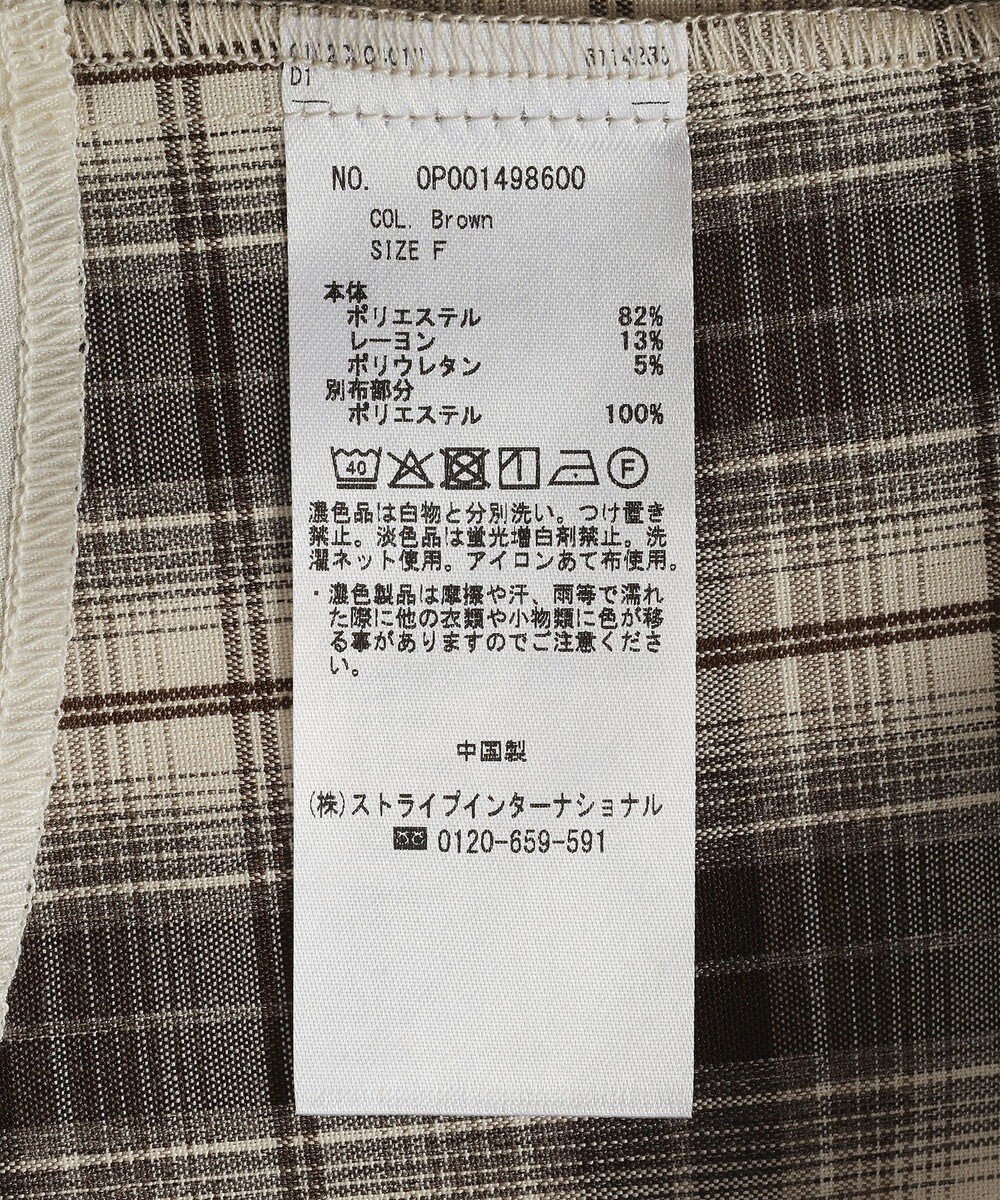 D1
NO. OP001498600
COL. Brown
SIZE F
本体
ポリエステル 82%
レーヨン 13%
ポリウレタン 5%
別布部分
ポリエステル 100%
40 F
濃色品は白物と分別洗い。つけ置き
禁止。淡色品は蛍光増白剤禁止。洗
濯ネット使用。アイロンあて布使用。
・濃色製品は摩擦や汗、雨等で濡れ
た際に他の衣類や小物類に色が移
る事がありますのでご注意くださ
い。
中国製
(株)ストライプインターナショナル
0120-659-591